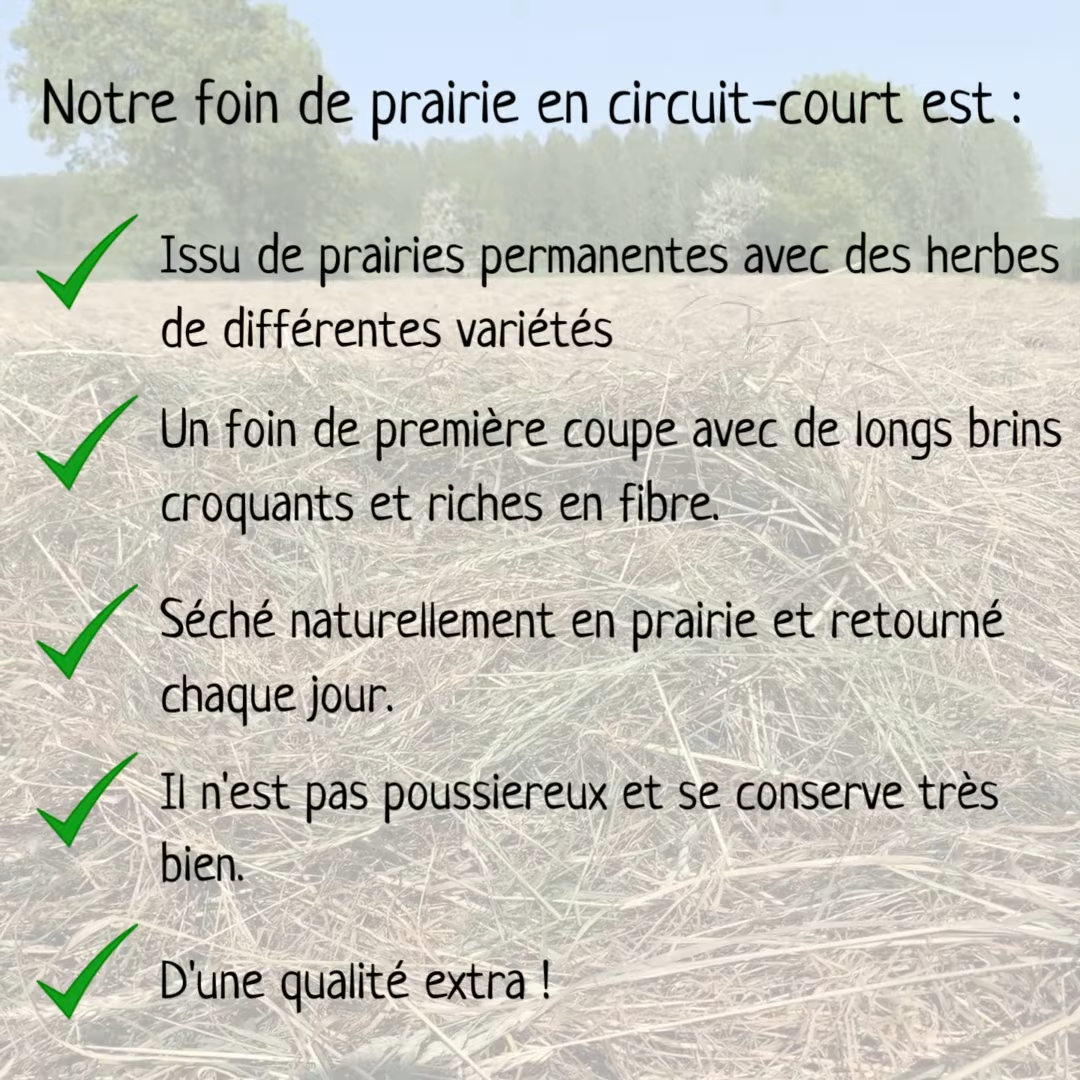 Notre foin de prairie en circuit-court est :
Issu de prairies permanentes avec des herbes
de différentes variétés
Un foin de première coupe avec de longs brins
croquants et riches en fibre.
Séché naturellement en prairie et retourné
chaque jour.
Il n'est pas poussiereux et se conserve très
bien.
D'une qualité extra !